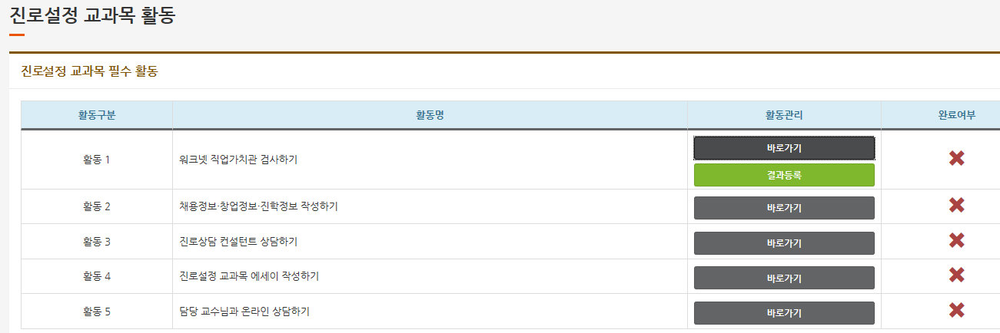 진로설정 교과목 활동
진로설정 교과목 필수 활동
활동구분 활동명 활동관리 완료여부
활동 1 워크넷 직업가치관 검사하기 바로가기
결과등록
활동 2 채용정보·창업정보·진학정보 작성하기 바로가기
활동 3 진로상담 컨설턴트 상담하기 바로가기
활동 4 진로설정 교과목 에세이 작성하기 바로가기
활동 5 담당 교수님과 온라인 상담하기 바로가기